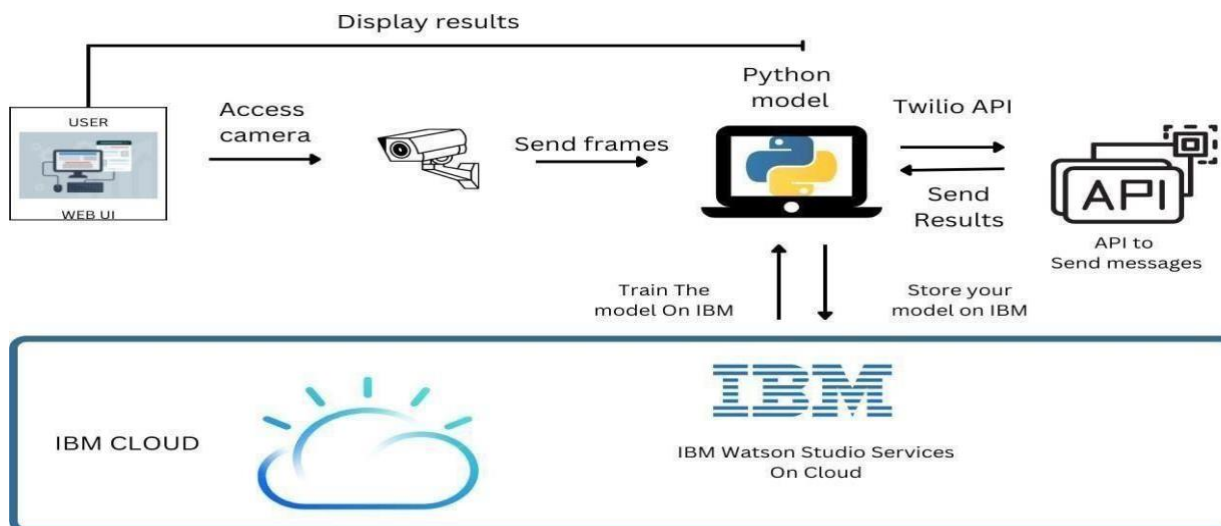 Display results
USER
WEB UI
Access
camera
Send frames
Python
model
Twilio API
Send
Results
API
API to
Send messages
Train The
model On IBM
Store your
model on IBM
IBM CLOUD
IBM
IBM Watson Studio Services
On Cloud